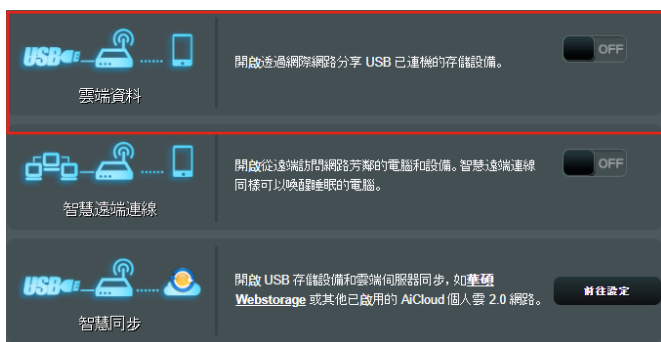 USB
雲端資料
開啟透過網際網路分享 USB 已連機的存儲設備。
OFF
智慧遠端連線
開啟從遠端訪問網路芳鄰的電腦和設備。智慧遠端連線
同樣可以喚醒睡眠的電腦。
OFF
USB
智慧同步
開啟 USB 存儲設備和雲端伺服器同步，如華碩
Webstorage 或其他已啟用的 AiCloud 個人雲 2.0 網路。
前往設定